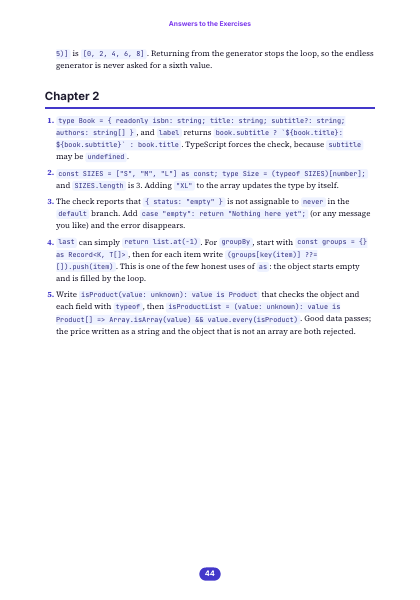 Answers to the Exercises
5)] is [0, 2, 4, 6, 8]. Returning from the generator stops the loop, so the endless
generator is never asked for a sixth value.
Chapter 2
1. type Book = { readonly isbn: string; title: string; subtitle?: string;
authors: string[] }, and label returns book.subtitle ? `${book.title}:
${book.subtitle}` : book.title. TypeScript forces the check, because subtitle
may be undefined.
2. const SIZES = ["S", "M", "L"] as const; type Size = (typeof SIZES)[number];
and SIZES.length is 3. Adding "XL" to the array updates the type by itself.
3. The check reports that { status: "empty" } is not assignable to never in the
default branch. Add case "empty": return "Nothing here yet"; (or any message
you like) and the error disappears.
4. last can simply return list.at(-1). For groupBy, start with const groups = {}
as Record<K, T[]>, then for each item write (groups[key(item)] ??=
[]).push(item). This is one of the few honest uses of as: the object starts empty
and is filled by the loop.
5. Write isProduct(value: unknown): value is Product that checks the object and
each field with typeof, then isProductList = (value: unknown): value is
Product[] => Array.isArray(value) && value.every(isProduct). Good data passes;
the price written as a string and the object that is not an array are both rejected.
44